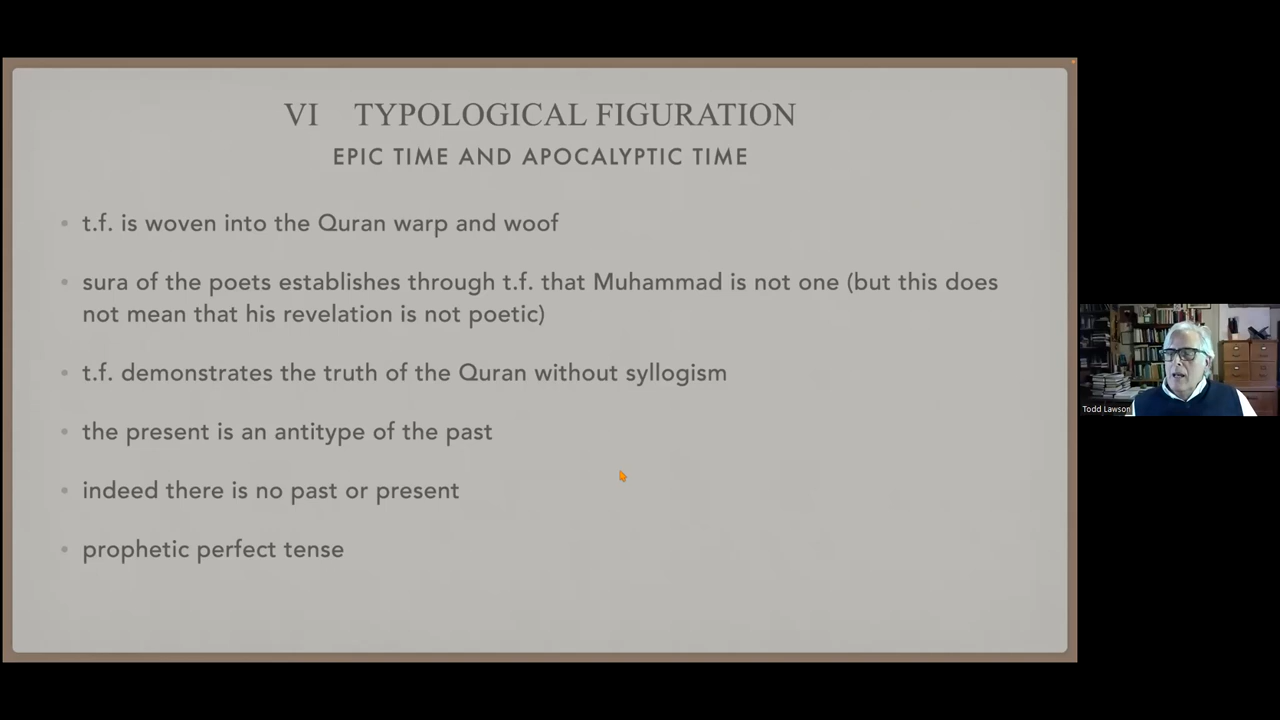 VI TYPOLOGICAL FIGURATION
EPIC TIME AND APOCALYPTIC TIME
• t.f. is woven into the Quran warp and woof
• sura of the poets establishes through t.f. that Muhammad is not one (but this does
not mean that his revelation is not poetic)
• t.f. demonstrates the truth of the Quran without syllogism
• the present is an antitype of the past
• indeed there is no past or present
• prophetic perfect tense
Todd Lawson